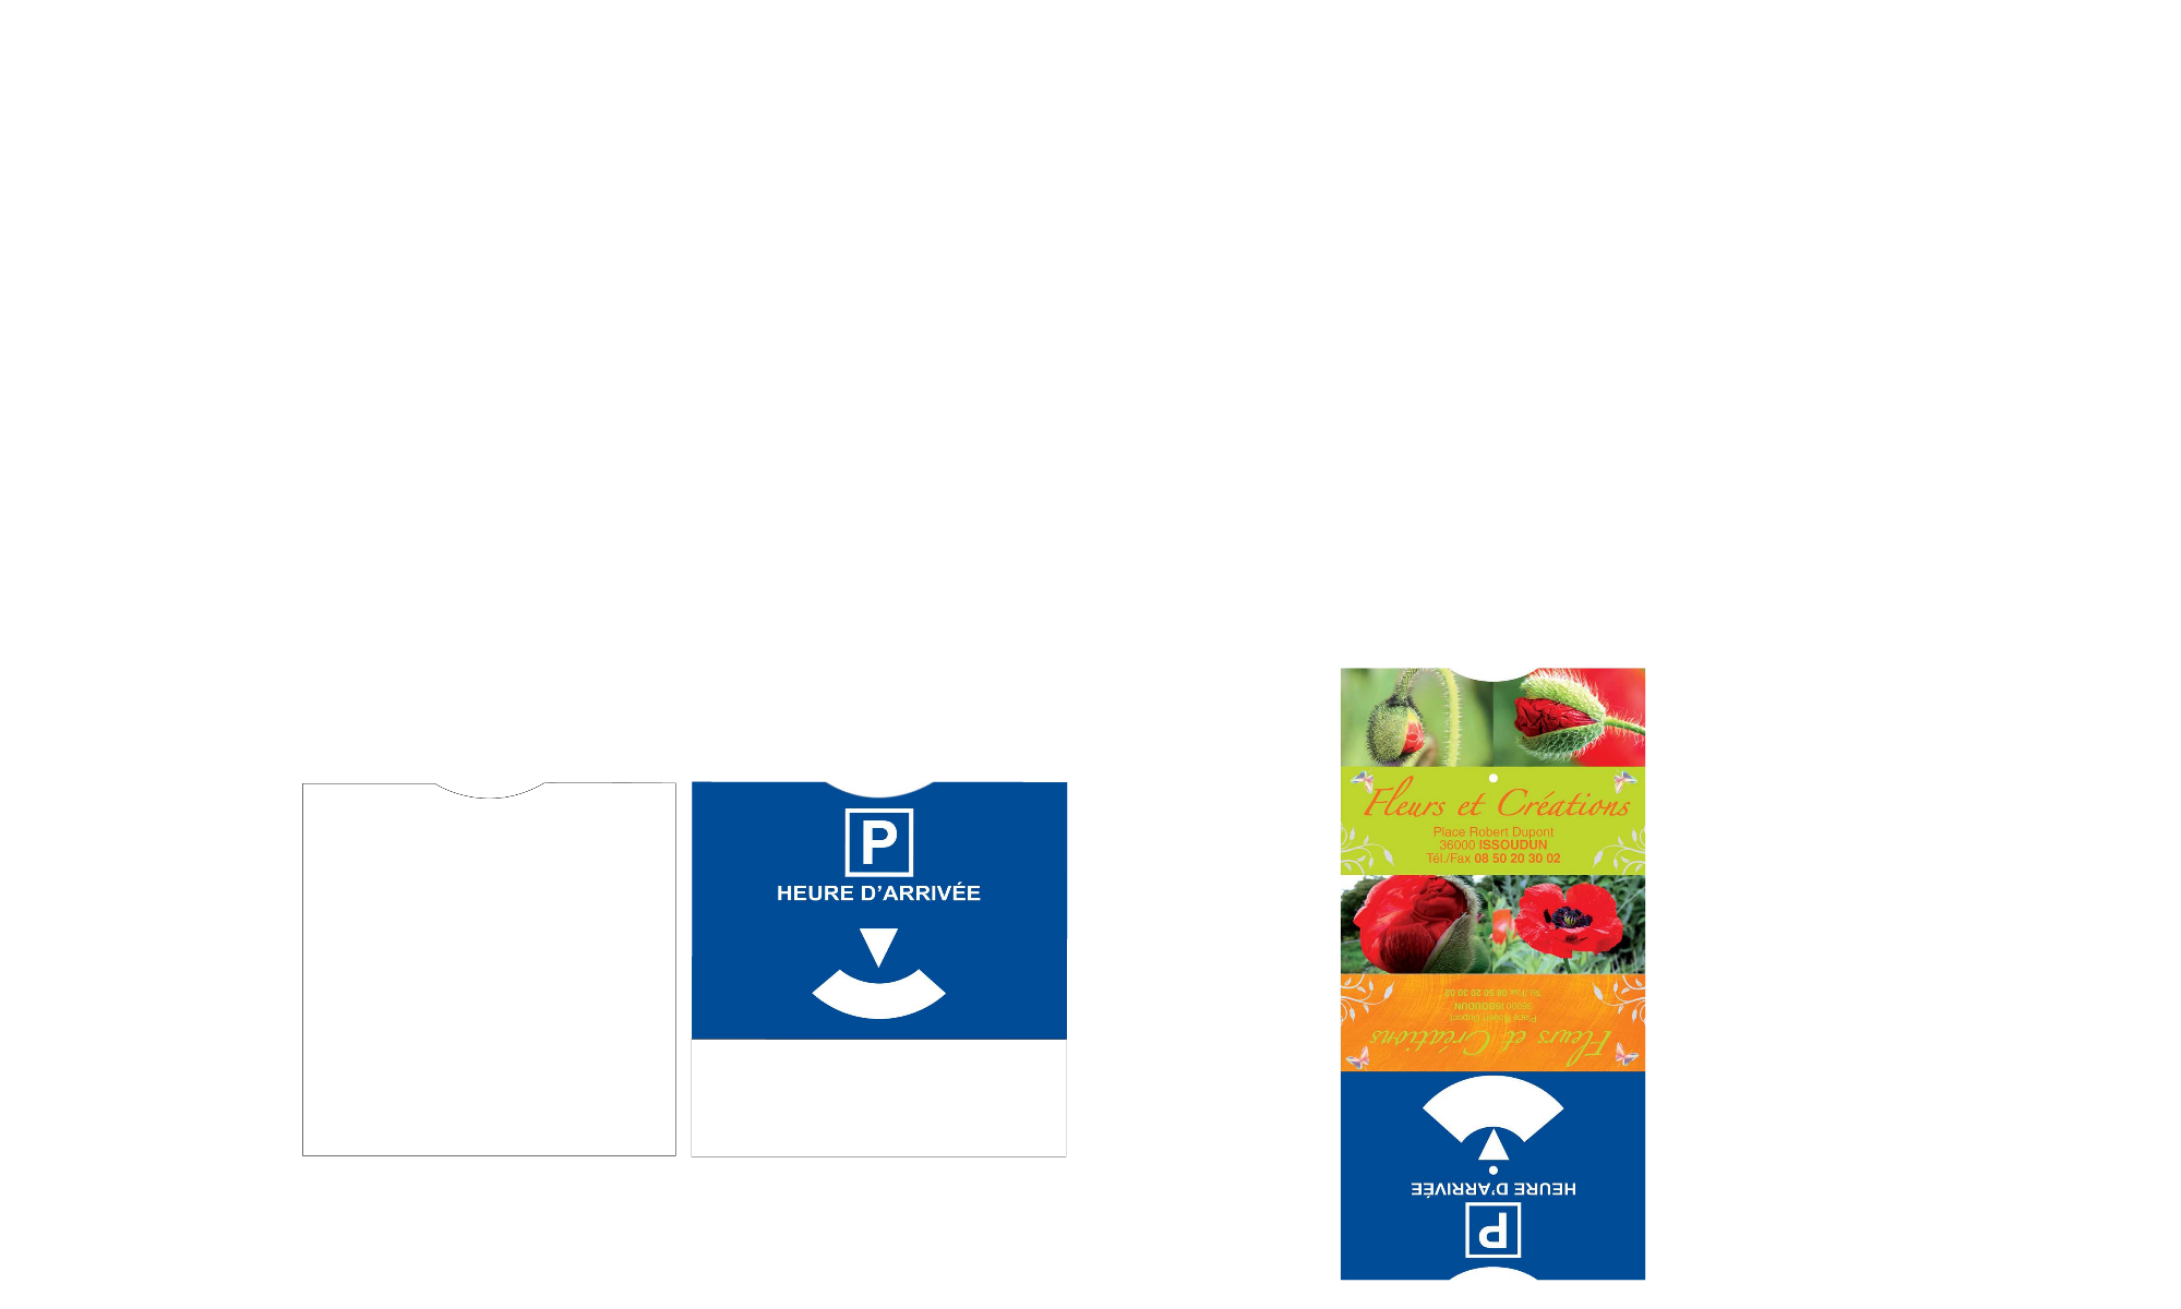 P
HEURE D'ARRIVÉE
Fleurs et Créations
Place Robert Dupont
36000 ISSOUDUN
Tél./Fax 08 50 20 30 02
Tél./Fax 08 50 20 30 02
36000 ISSOUDUN
Place Robert Dupont
Fleurs et Créations
HEURE D'ARRIVÉE
P